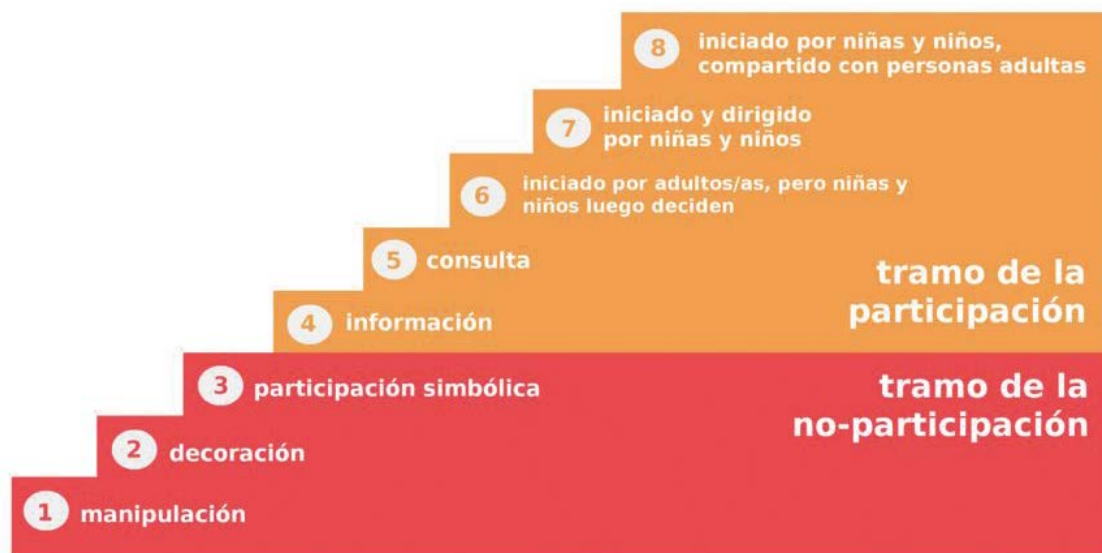 8 iniciado por niñas y niños,
compartido con personas adultas
7 iniciado y dirigido
por niñas y niños
6 iniciado por adultos/as, pero niñas y
niños luego deciden
5 consulta
4 información
tramo de la
participación
3 participación simbólica
2 decoración
1 manipulación
tramo de la
no-participación